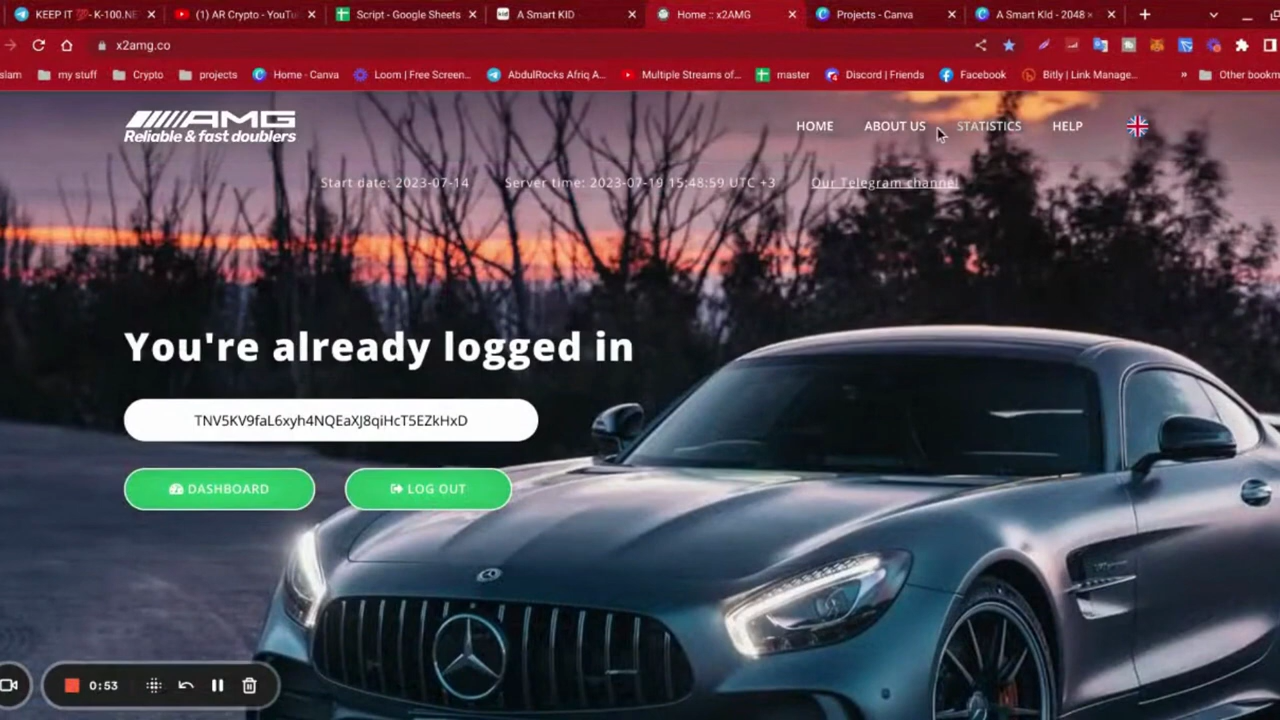 KEEP IT 💯 K-100.NE
(1) AR Crypto - YouTu
Script - Google Sheets
A Smart KID
Home :: x2AMG
Projects - Canva
A Smart KId - 2048 ×
x2amg.co
slam
my stuff
Crypto
projects
Home - Canva
Loom | Free Screen...
AbdulRocks Afriq A...
Multiple Streams of...
master
Discord | Friends
Facebook
Bitly | Link Manage...
»
Other bookm
AMG
Reliable & fast doublers
HOME
ABOUT US
STATISTICS
HELP
Start date: 2023-07-14
Server time: 2023-07-19 15:48:59 UTC +3
Our Telegram channel
You're already logged in
TNV5KV9faL6xyh4NQEaXJ8qiHcT5EZkHxD
DASHBOARD
LOG OUT
0:53